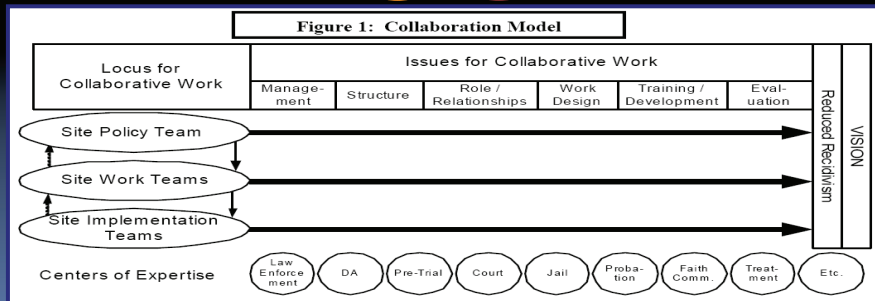 Figure 1: Collaboration Model
Locus for
Collaborative Work
Issues for Collaborative Work
Manage-
ment
Structure
Role /
Relationships
Work
Design
Training /
Development
Eval-
uation
Reduced Recidivism
VISION
Site Policy Team
Site Work Teams
Site Implementation
Teams
Centers of Expertise
Law
Enforce
ment
DA
Pre-Trial
Court
Jail
Proba-
tion
Faith
Comm.
Treat-
ment
Etc.